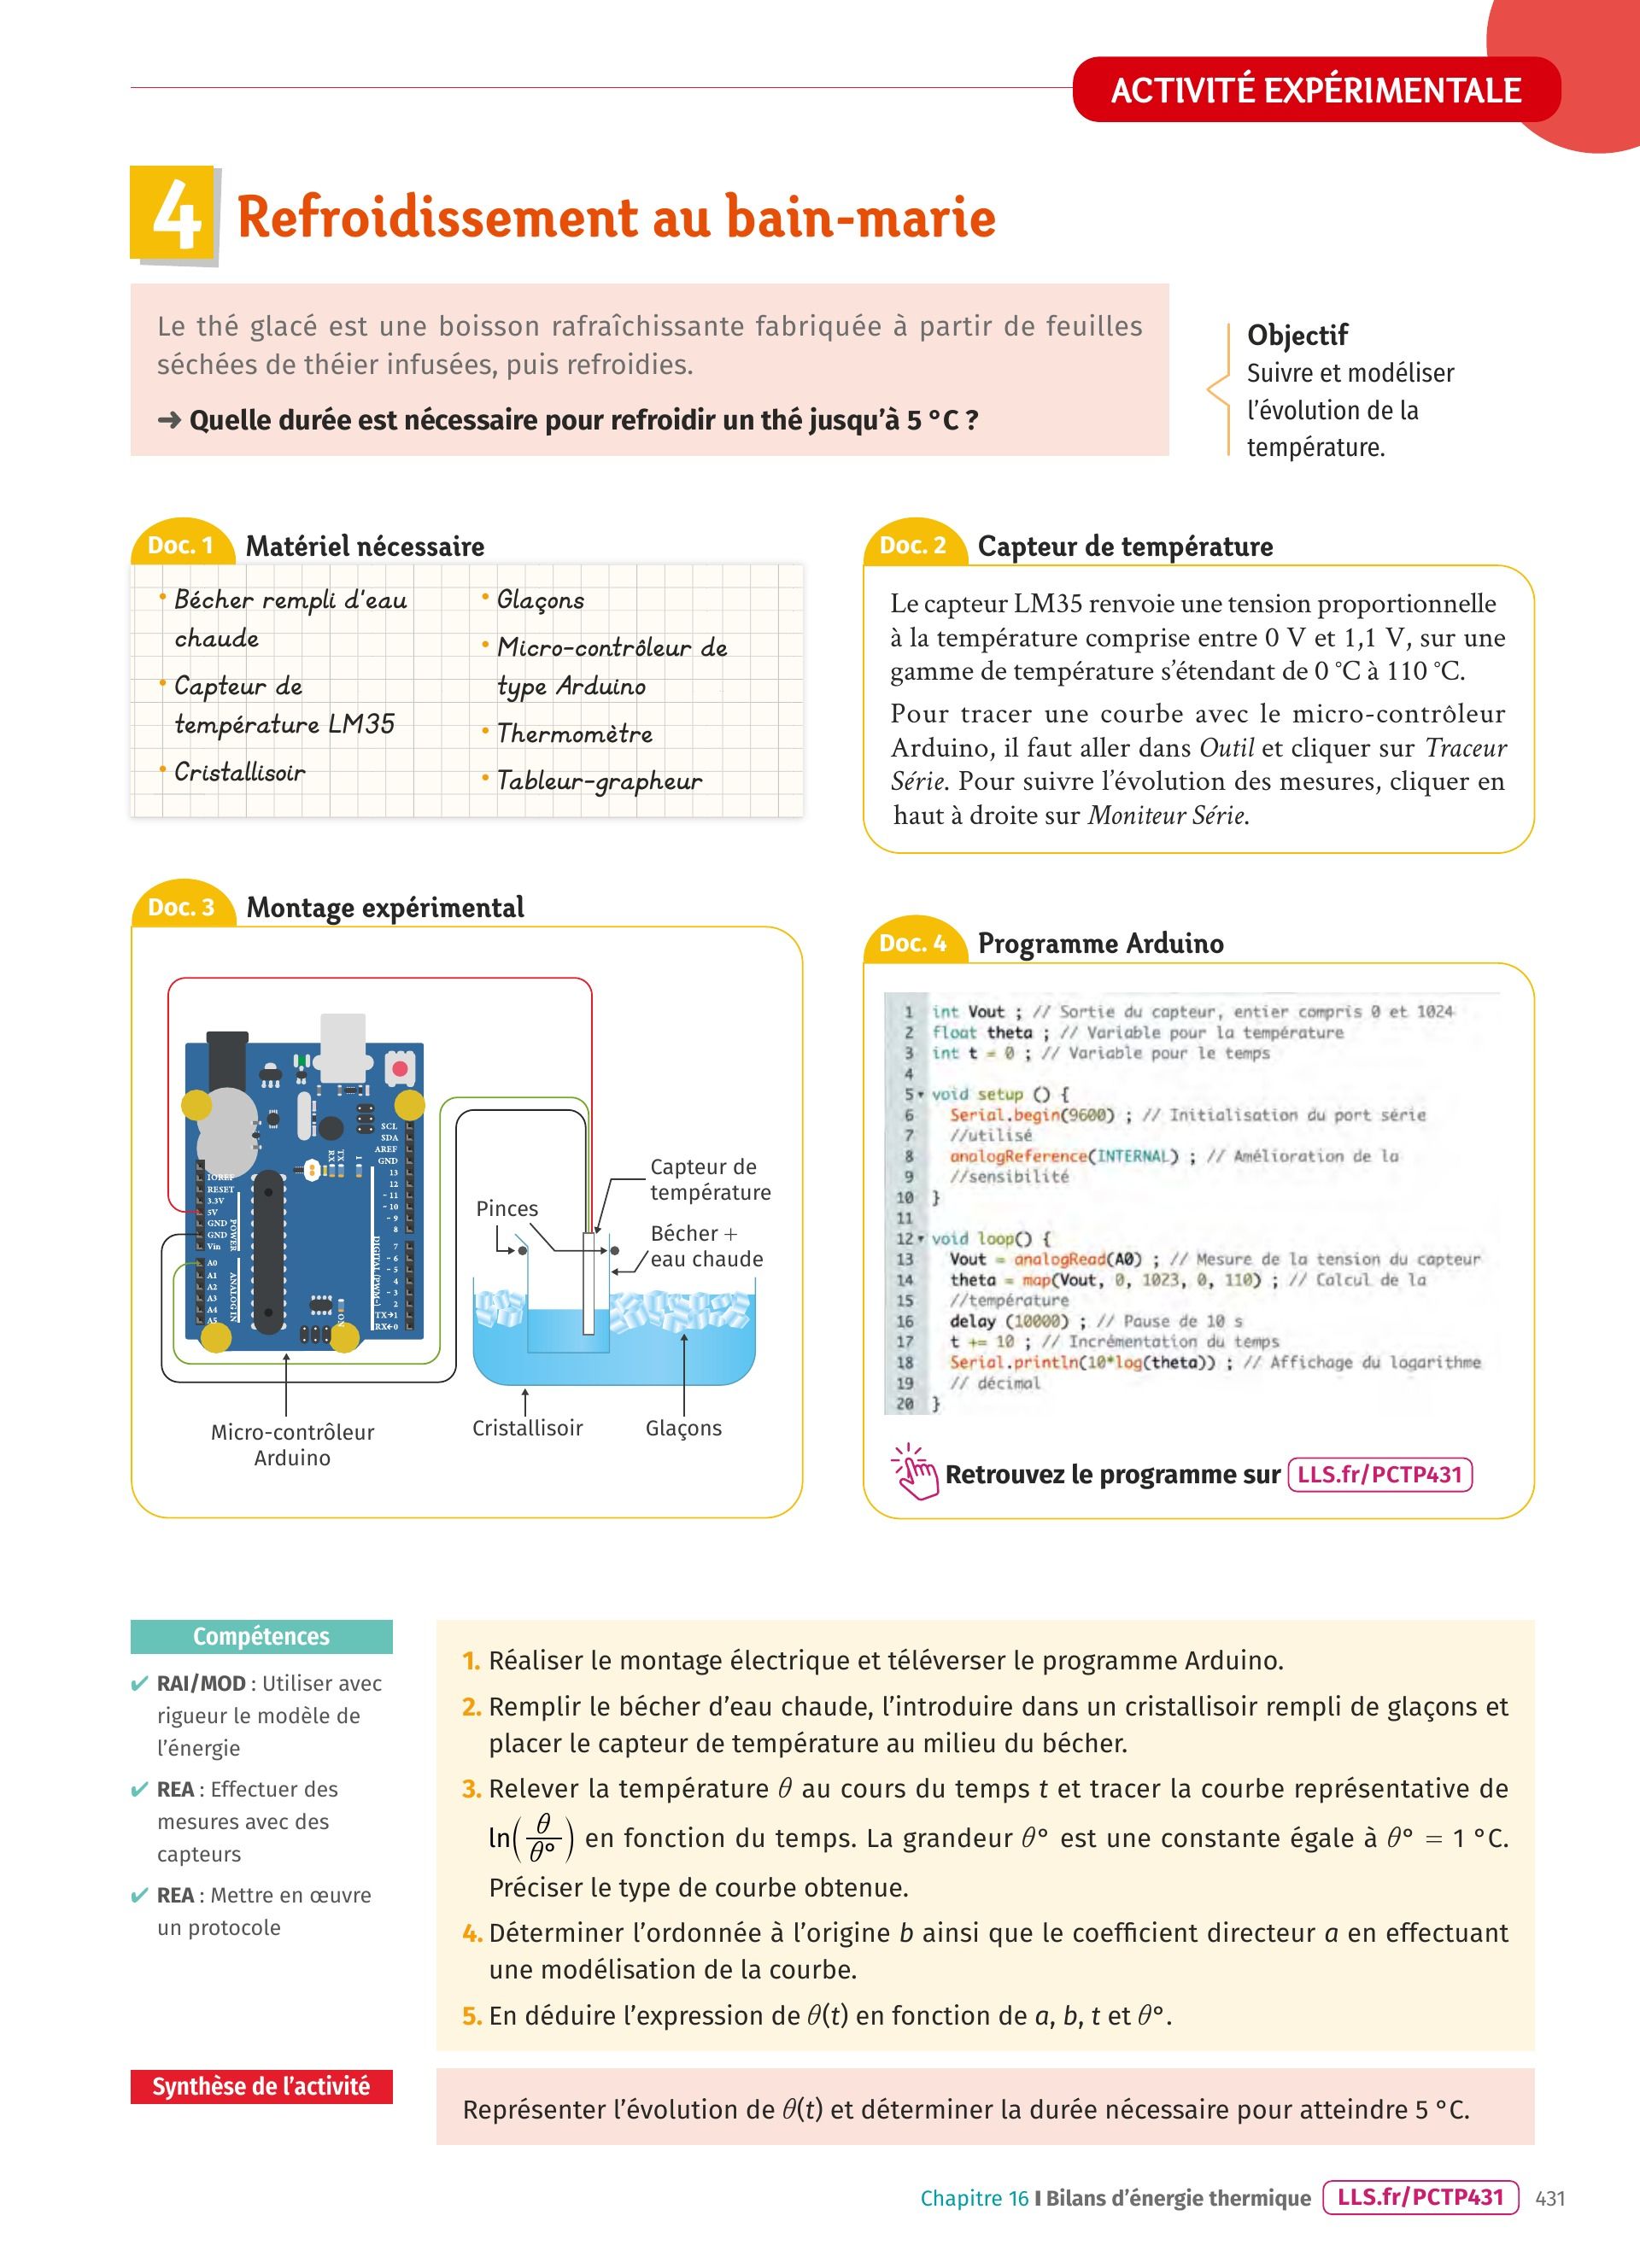 ACTIVITÉ EXPÉRIMENTALE
4 Refroidissement au bain-marie
Le thé glacé est une boisson rafraîchissante fabriquée à partir de feuilles
séchées de théier infusées, puis refroidies.
➜ Quelle durée est nécessaire pour refroidir un thé jusqu'à 5 °C ?
Objectif
Suivre et modéliser
l'évolution de la
température.
Doc. 1 Matériel nécessaire
• Bécher rempli d'eau
chaude
• Capteur de
température LM35
• Cristallisoir
• Glaçons
• Micro-contrôleur de
type Arduino
• Thermomètre
• Tableur-grapheur
Doc. 2 Capteur de température
Le capteur LM35 renvoie une tension proportionnelle
à la température comprise entre 0 V et 1,1 V, sur une
gamme de température s'étendant de 0 °C à 110 °C.
Pour tracer une courbe avec le micro-contrôleur
Arduino, il faut aller dans Outil et cliquer sur Traceur
Série. Pour suivre l'évolution des mesures, cliquer en
haut à droite sur Moniteur Série.
Doc. 3 Montage expérimental
SCL
SDA
AREF
GND
13
12
~ 11
~ 10
~ 9
8
7
~ 6
~ 5
4
~ 3
2
TX→1
RX←0
DIGITAL (PWM~)
IOREF
RESET
3.3V
5V
GND
GND
Vin
POWER
A0
A1
A2
A3
A4
A5
ANALOG IN
TX
RX
ON
Capteur de
température
Pinces
Bécher +
eau chaude
Micro-contrôleur
Arduino
Cristallisoir
Glaçons
Doc. 4 Programme Arduino
1 int Vout ; // Sortie du capteur, entier compris 0 et 1024
2 float theta ; // Variable pour la température
3 int t = 0 ; // Variable pour le temps
4
5 void setup () {
6 Serial.begin(9600) ; // Initialisation du port série
7 //utilisé
8 analogReference(INTERNAL) ; // Amélioration de la
9 //sensibilité
10 }
11
12 void loop() {
13 Vout = analogRead(A0) ; // Mesure de la tension du capteur
14 theta = map(Vout, 0, 1023, 0, 110) ; // Calcul de la
15 //température
16 delay (10000) ; // Pause de 10 s
17 t += 10 ; // Incrémentation du temps
18 Serial.println(10*log(theta)) ; // Affichage du logarithme
19 // décimal
20 }
Retrouvez le programme sur LLS.fr/PCTP431
Compétences
✔ RAI/MOD : Utiliser avec
rigueur le modèle de
l'énergie
✔ REA : Effectuer des
mesures avec des
capteurs
✔ REA : Mettre en œuvre
un protocole
1. Réaliser le montage électrique et téléverser le programme Arduino.
2. Remplir le bécher d'eau chaude, l'introduire dans un cristallisoir rempli de glaçons et
placer le capteur de température au milieu du bécher.
3. Relever la température θ au cours du temps t et tracer la courbe représentative de
ln(θ/θ°) en fonction du temps. La grandeur θ° est une constante égale à θ° = 1 °C.
Préciser le type de courbe obtenue.
4. Déterminer l'ordonnée à l'origine b ainsi que le coefficient directeur a en effectuant
une modélisation de la courbe.
5. En déduire l'expression de θ(t) en fonction de a, b, t et θ°.
Synthèse de l'activité
Représenter l'évolution de θ(t) et déterminer la durée nécessaire pour atteindre 5 °C.
Chapitre 16 I Bilans d'énergie thermique LLS.fr/PCTP431 431